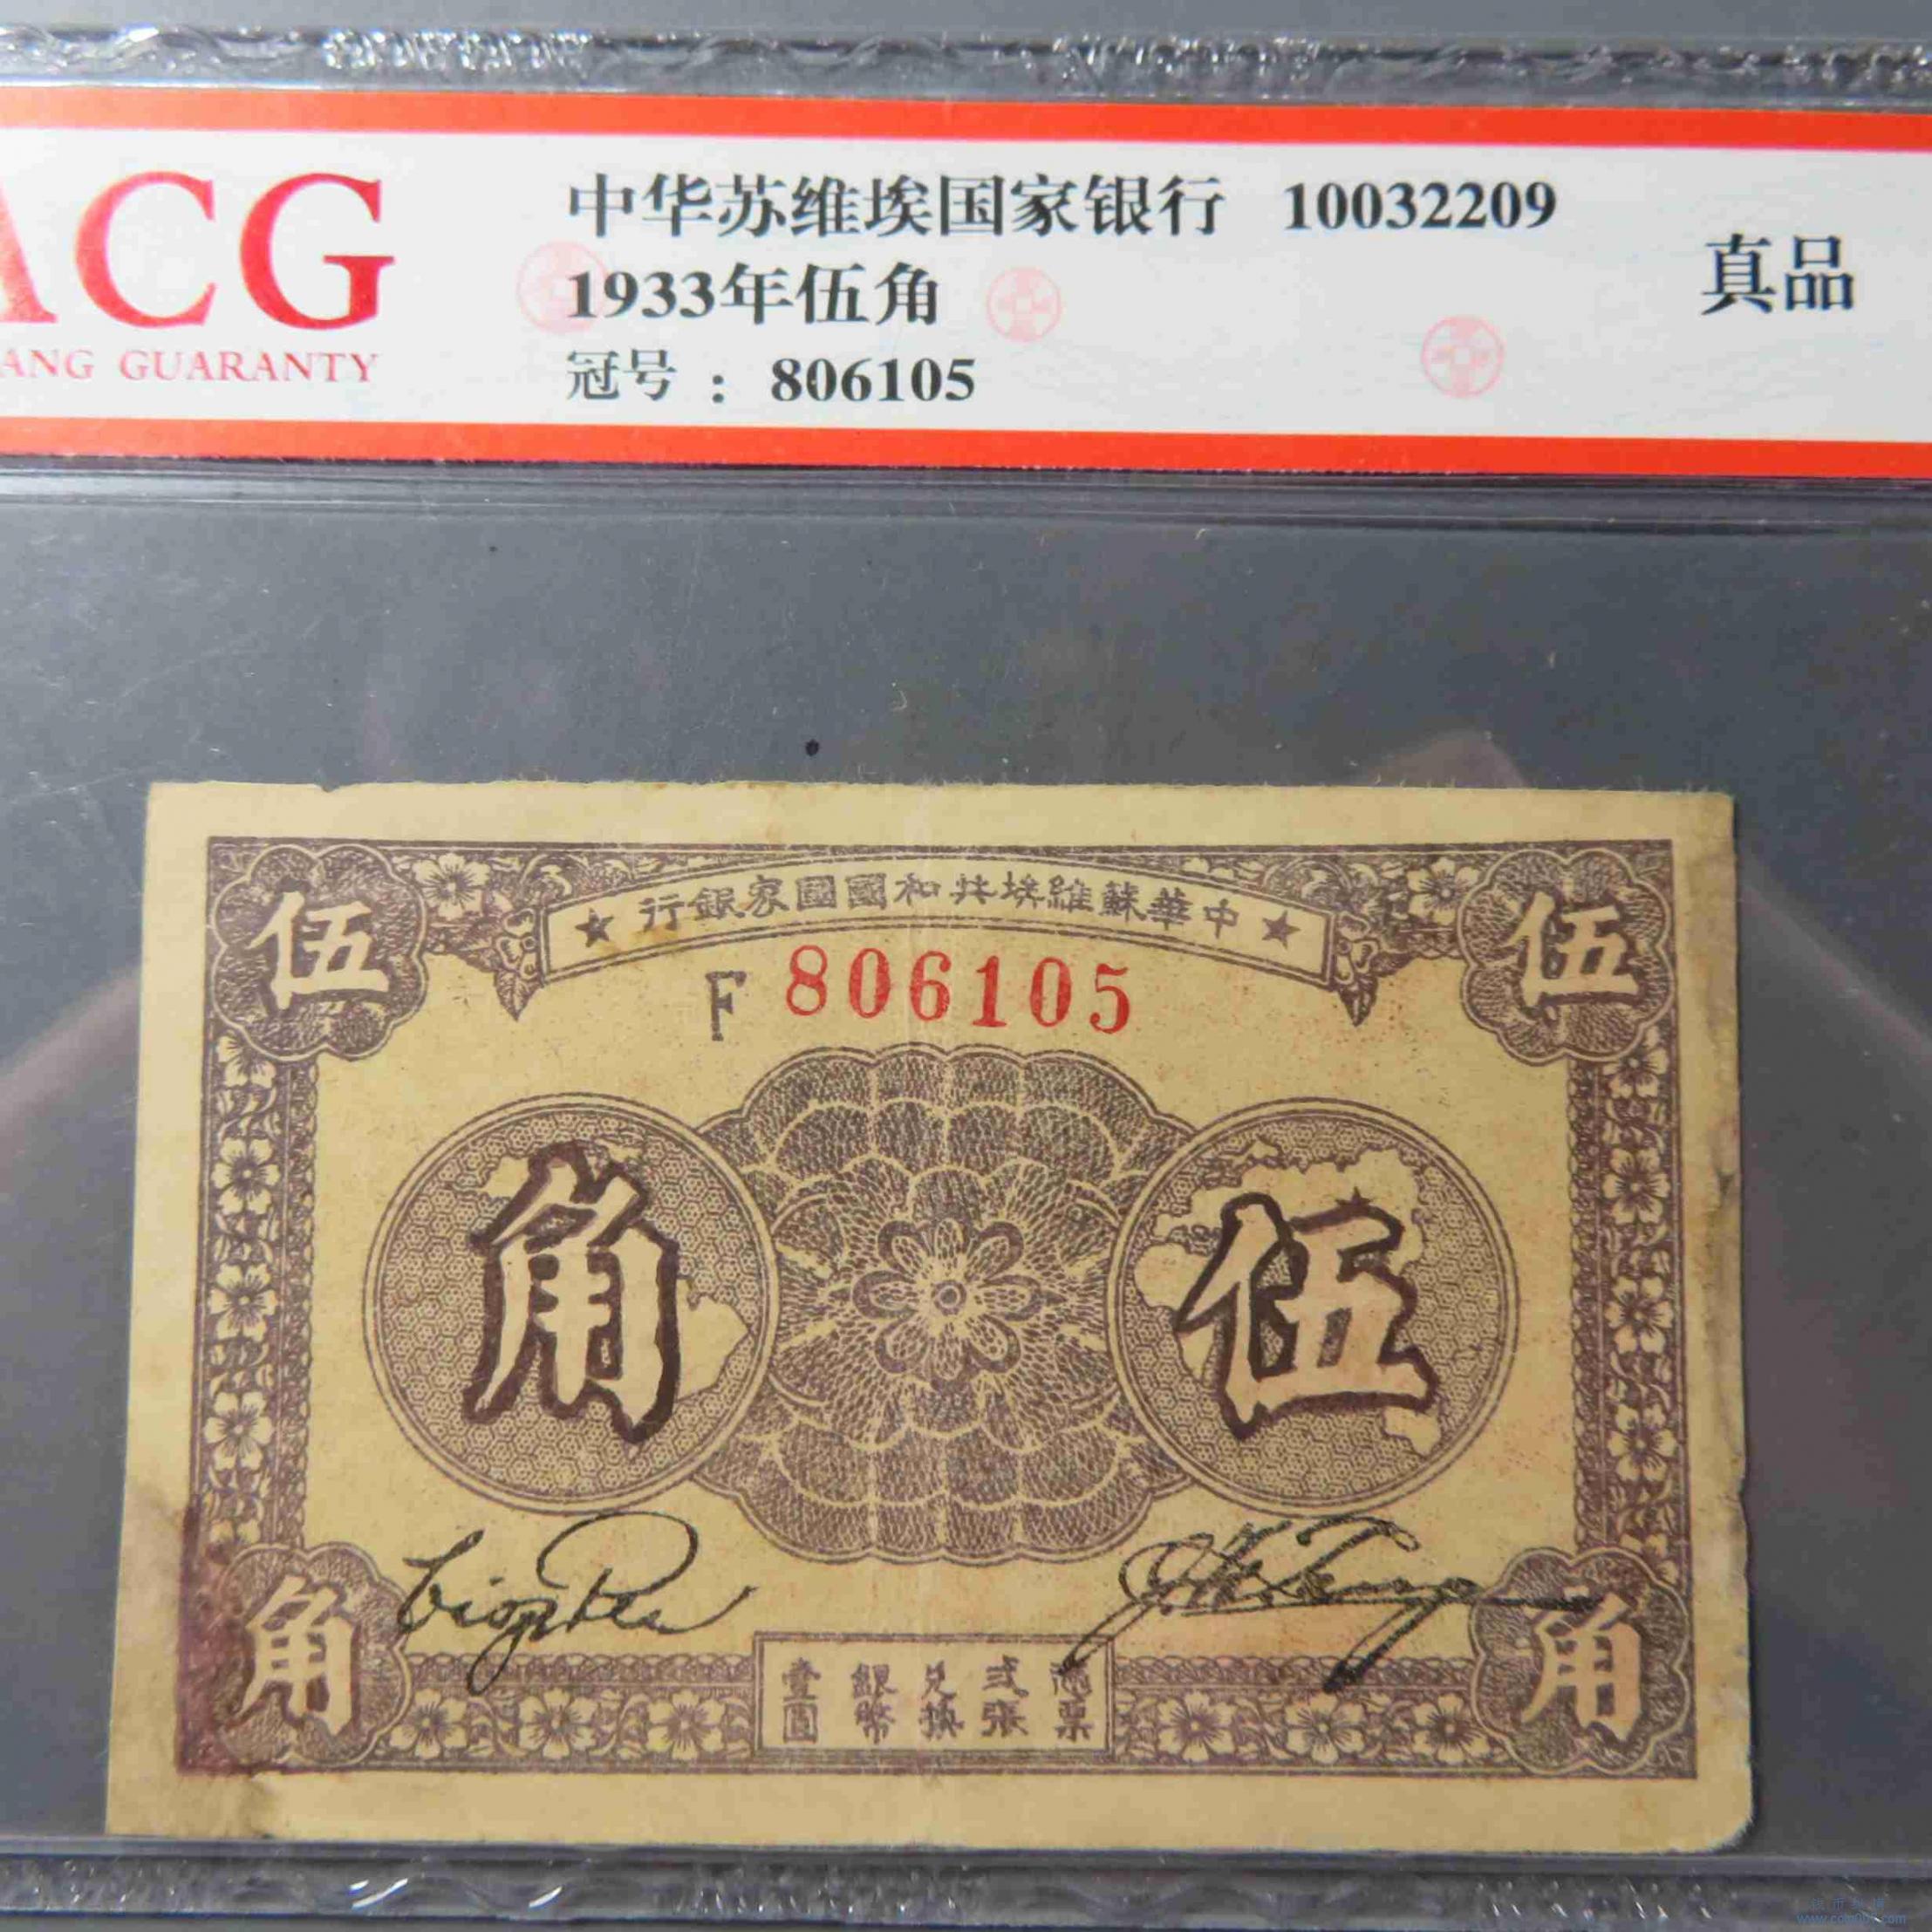 ACG
ANG GUARANTY
中华苏维埃国家银行 10032209
1933年伍角
冠号：806105
真品
中華蘇維埃共和國國家銀行
F 806105
伍
伍
伍角
憑票弍張兌換銀幣壹圓
角
角